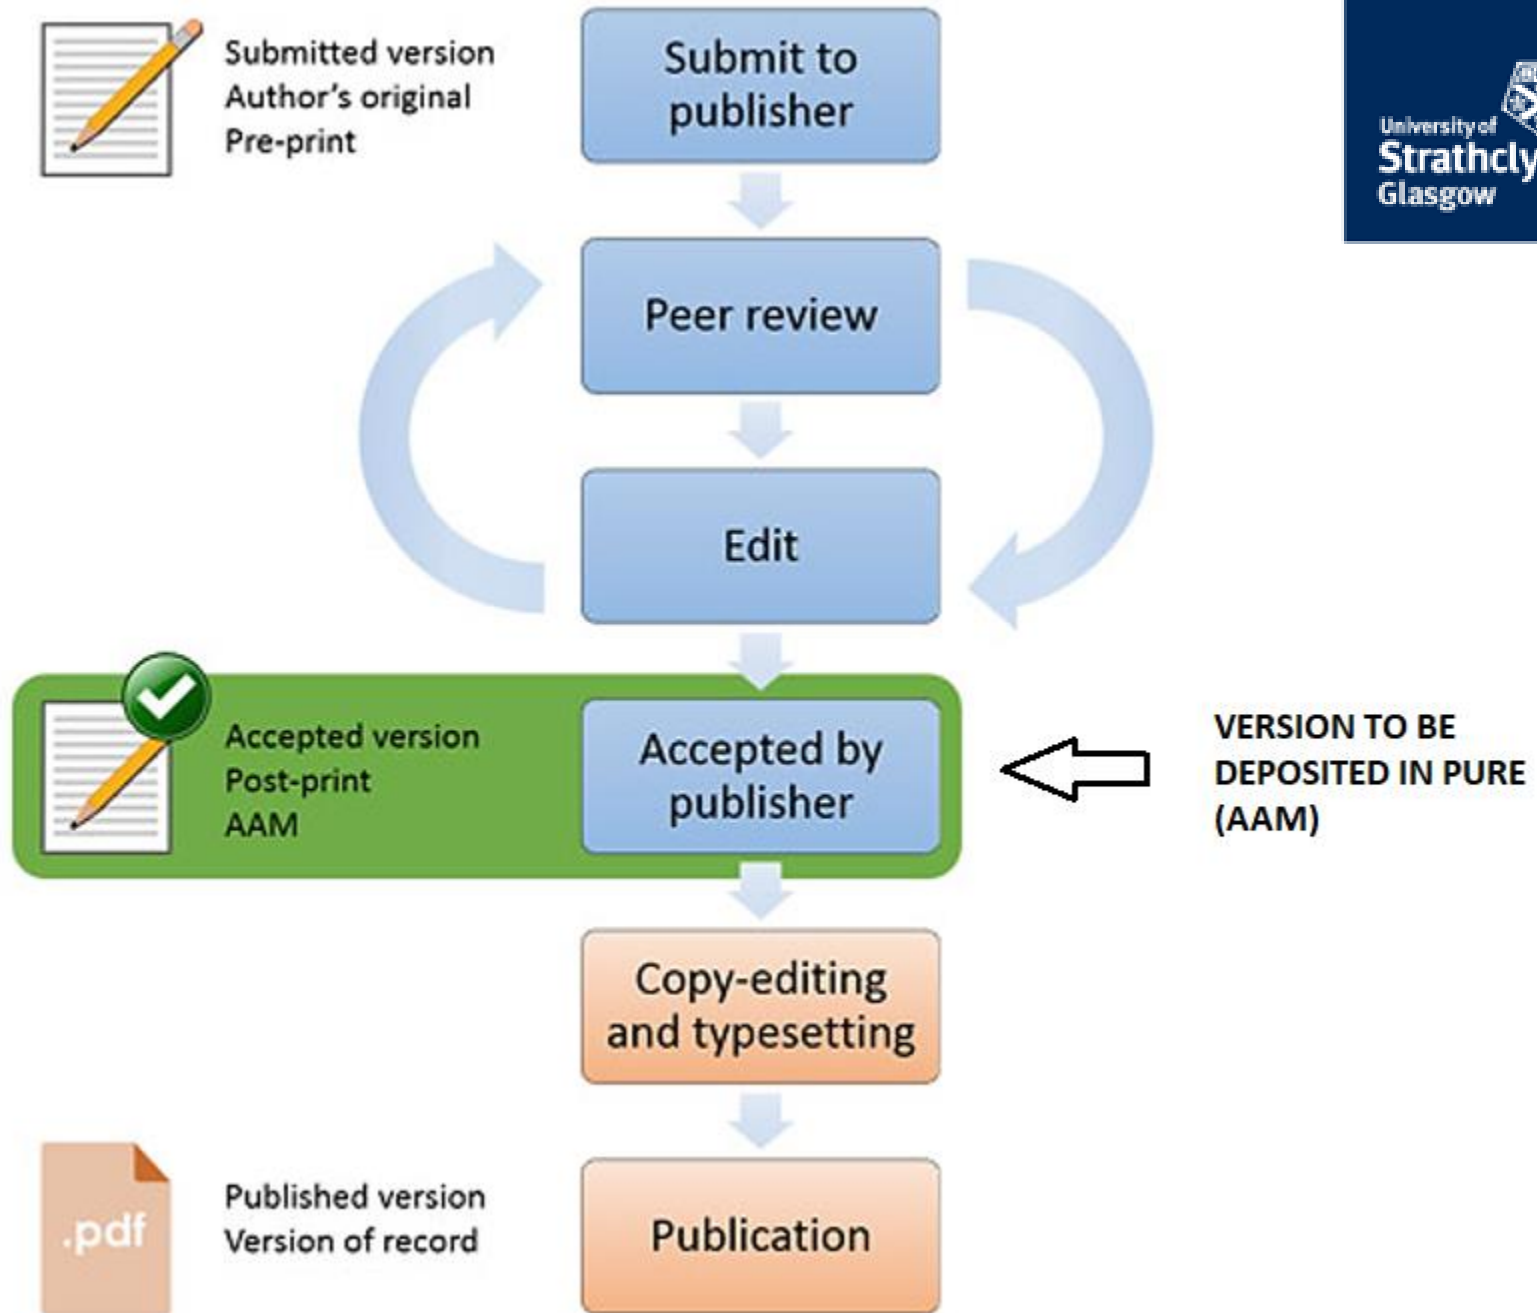 Submitted version
Author's original
Pre-print
Submit to
publisher
University of
Strathcly
Glasgow
Peer review
Edit
Accepted version
Post-print
AAM
Accepted by
publisher
VERSION TO BE
DEPOSITED IN PURE
(AAM)
Copy-editing
and typesetting
.pdf
Published version
Version of record
Publication